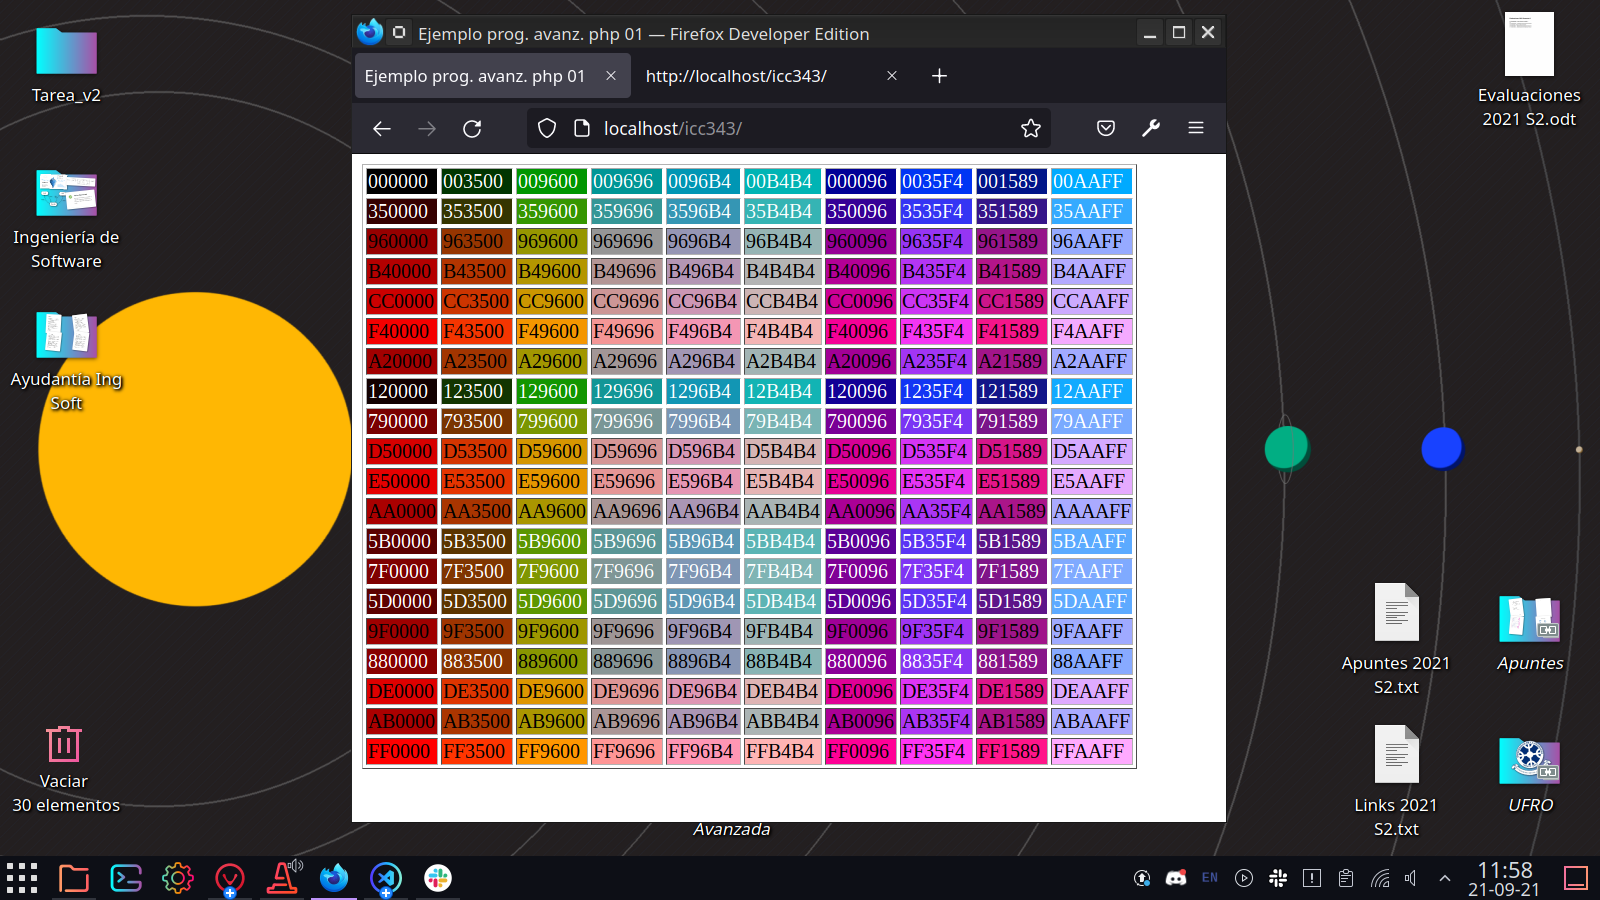 Ejemplo prog. avanz. php 01 — Firefox Developer Edition
Ejemplo prog. avanz. php 01
http://localhost/icc343/
localhost/icc343/
000000 003500 009600 009696 0096B4 00B4B4 000096 0035F4 001589 00AAFF
350000 353500 359600 359696 3596B4 35B4B4 350096 3535F4 351589 35AAFF
960000 963500 969600 969696 9696B4 96B4B4 960096 9635F4 961589 96AAFF
B40000 B43500 B49600 B49696 B496B4 B4B4B4 B40096 B435F4 B41589 B4AAFF
CC0000 CC3500 CC9600 CC9696 CC96B4 CCB4B4 CC0096 CC35F4 CC1589 CCAAFF
F40000 F43500 F49600 F49696 F496B4 F4B4B4 F40096 F435F4 F41589 F4AAFF
A20000 A23500 A29600 A29696 A296B4 A2B4B4 A20096 A235F4 A21589 A2AAFF
120000 123500 129600 129696 1296B4 12B4B4 120096 1235F4 121589 12AAFF
790000 793500 799600 799696 7996B4 79B4B4 790096 7935F4 791589 79AAFF
D50000 D53500 D59600 D59696 D596B4 D5B4B4 D50096 D535F4 D51589 D5AAFF
E50000 E53500 E59600 E59696 E596B4 E5B4B4 E50096 E535F4 E51589 E5AAFF
AA0000 AA3500 AA9600 AA9696 AA96B4 AAB4B4 AA0096 AA35F4 AA1589 AAAAFF
5B0000 5B3500 5B9600 5B9696 5B96B4 5BB4B4 5B0096 5B35F4 5B1589 5BAAFF
7F0000 7F3500 7F9600 7F9696 7F96B4 7FB4B4 7F0096 7F35F4 7F1589 7FAAFF
5D0000 5D3500 5D9600 5D9696 5D96B4 5DB4B4 5D0096 5D35F4 5D1589 5DAAFF
9F0000 9F3500 9F9600 9F9696 9F96B4 9FB4B4 9F0096 9F35F4 9F1589 9FAAFF
880000 883500 889600 889696 8896B4 88B4B4 880096 8835F4 881589 88AAFF
DE0000 DE3500 DE9600 DE9696 DE96B4 DEB4B4 DE0096 DE35F4 DE1589 DEAAFF
AB0000 AB3500 AB9600 AB9696 AB96B4 ABB4B4 AB0096 AB35F4 AB1589 ABAAFF
FF0000 FF3500 FF9600 FF9696 FF96B4 FFB4B4 FF0096 FF35F4 FF1589 FFAAFF
Tarea_v2
Ingeniería de
Software
Ayudantía Ing
Soft
Vaciar
30 elementos
Avanzada
Evaluaciones
2021 S2.odt
Apuntes 2021
S2.txt
Apuntes
Links 2021
S2.txt
UFRO
EN
11:58
21-09-21